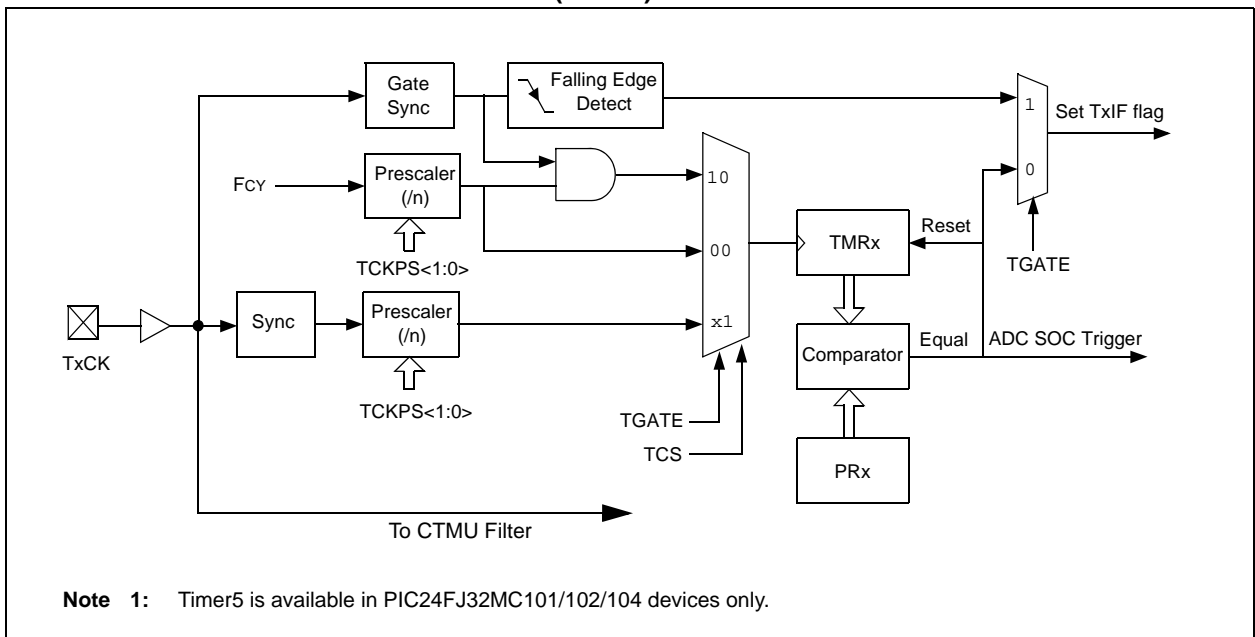 Gate
Sync
Falling Edge
Detect
1
Set TxIF flag
0
TGATE
FCY
Prescaler
(/n)
TCKPS<1:0>
10
00
x1
TMRx
Reset
TxCK
Sync
Prescaler
(/n)
TCKPS<1:0>
Comparator
Equal
ADC SOC Trigger
TGATE
TCS
PRx
To CTMU Filter
Note 1: Timer5 is available in PIC24FJ32MC101/102/104 devices only.